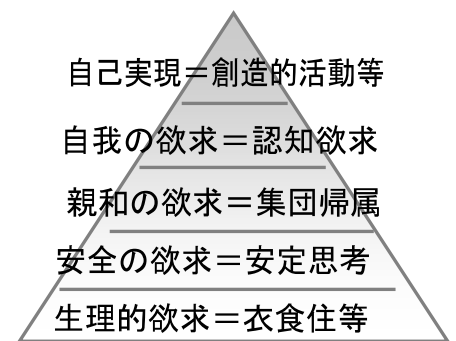 自己実現＝創造的活動等
自我の欲求＝認知欲求
親和の欲求＝集団帰属
安全の欲求＝安定思考
生理的欲求＝衣食住等